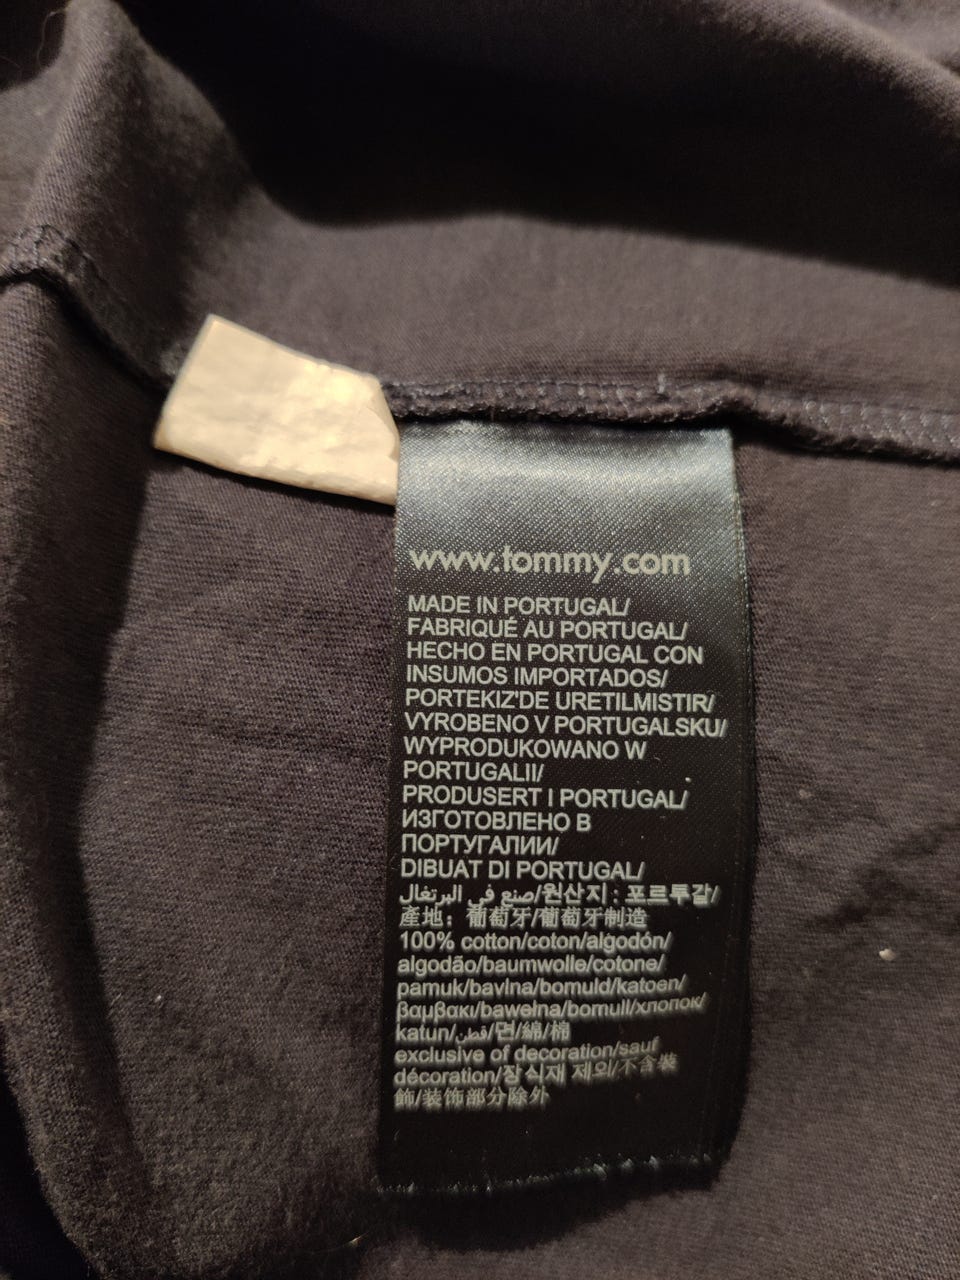 www.tommy.com
MADE IN PORTUGAL/
FABRIQUÉ AU PORTUGAL/
HECHO EN PORTUGAL CON
INSUMOS IMPORTADOS/
PORTEKIZ'DE URETILMISTIR/
VYROBENO V PORTUGALSKU/
WYPRODUKOWANO W
PORTUGALII/
PRODUSERT I PORTUGAL/
ИЗГОТОВЛЕНО В
ПОРТУГАЛИИ/
DIBUAT DI PORTUGAL/
صنع في البرتغال/원산지 : 포르투갈/
產地：葡萄牙/葡萄牙制造
100% cotton/coton/algodón/
algodão/baumwolle/cotone/
pamuk/bavlna/bomuld/katoen/
βαμβακι/bawełna/bomull/хлопок/
katun/قطن/면/綿/棉
exclusive of decoration/sauf
décoration/장식재 제외/不含裝
飾/装饰部分除外